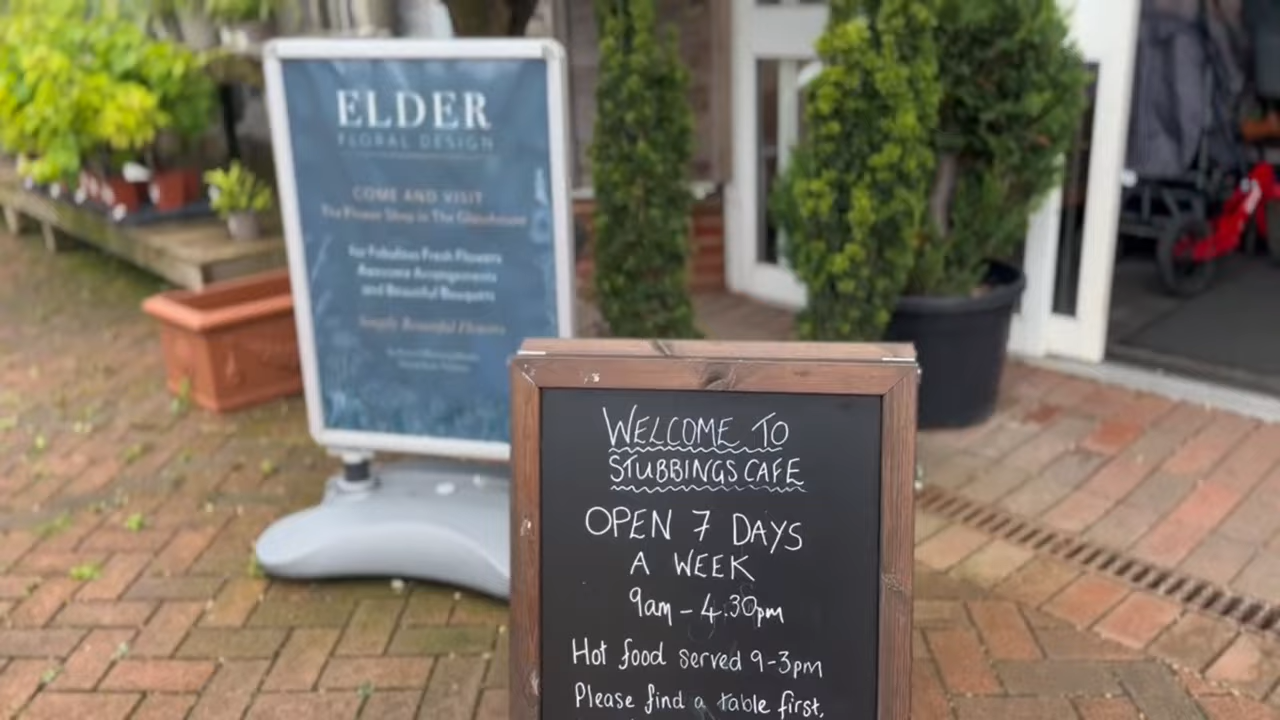 ELDER
FLORAL DESIGN
COME AND VISIT
The Flower Shop in The Glasshouse
for Fabulous Fresh Flowers
Awesome Arrangements
and Beautiful Bouquets
Simply Beautiful Flowers
WELCOME TO
STUBBINGS CAFE
OPEN 7 DAYS
A WEEK
9am – 4:30pm
Hot food served 9-3pm
Please find a table first,